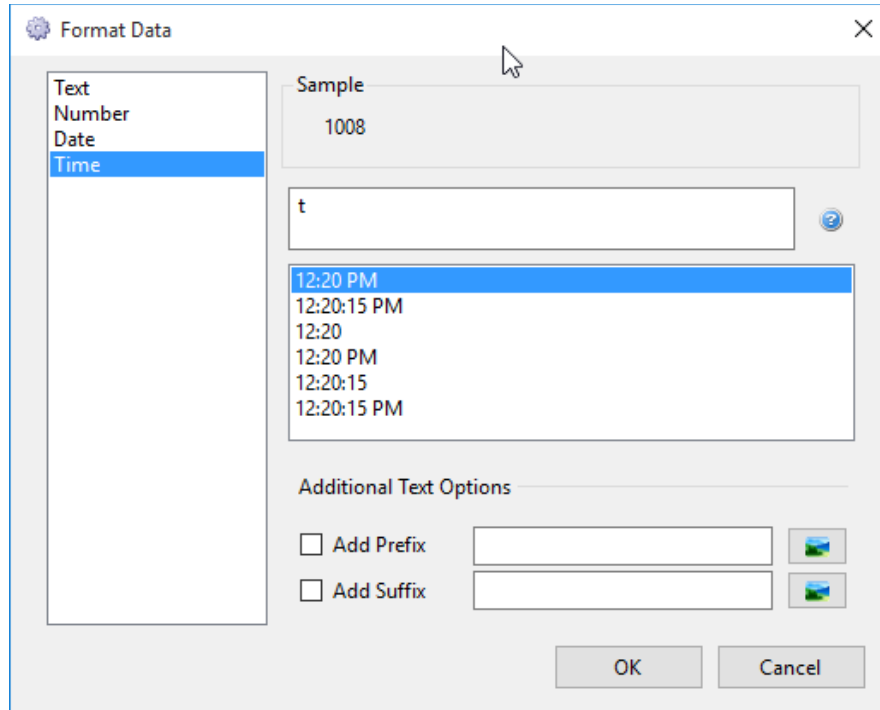 Format Data
Text
Number
Date
Time
Sample
1008
t
12:20 PM
12:20:15 PM
12:20
12:20 PM
12:20:15
12:20:15 PM
Additional Text Options
Add Prefix
Add Suffix
OK
Cancel